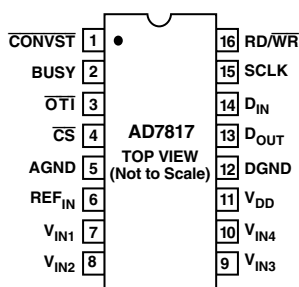 CONVST 1 16 RD/WR
BUSY 2 15 SCLK
OTI 3 14 DIN
CS 4 AD7817 13 DOUT
AGND 5 TOP VIEW 12 DGND
REFIN 6 (Not to Scale) 11 VDD
VIN1 7 10 VIN4
VIN2 8 9 VIN3